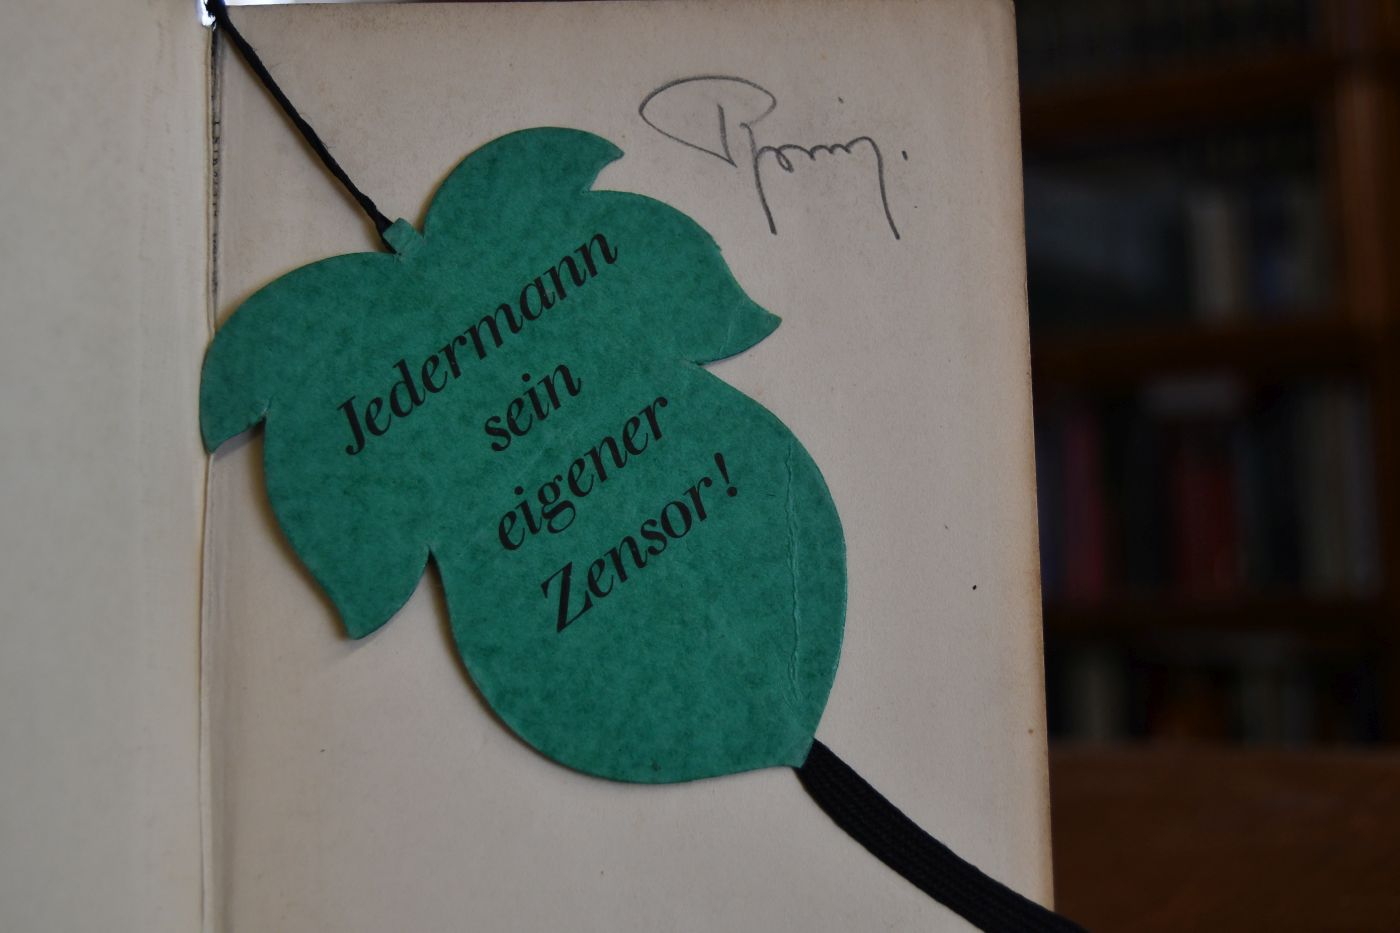 Jedermann
sein
eigener
Zensor!